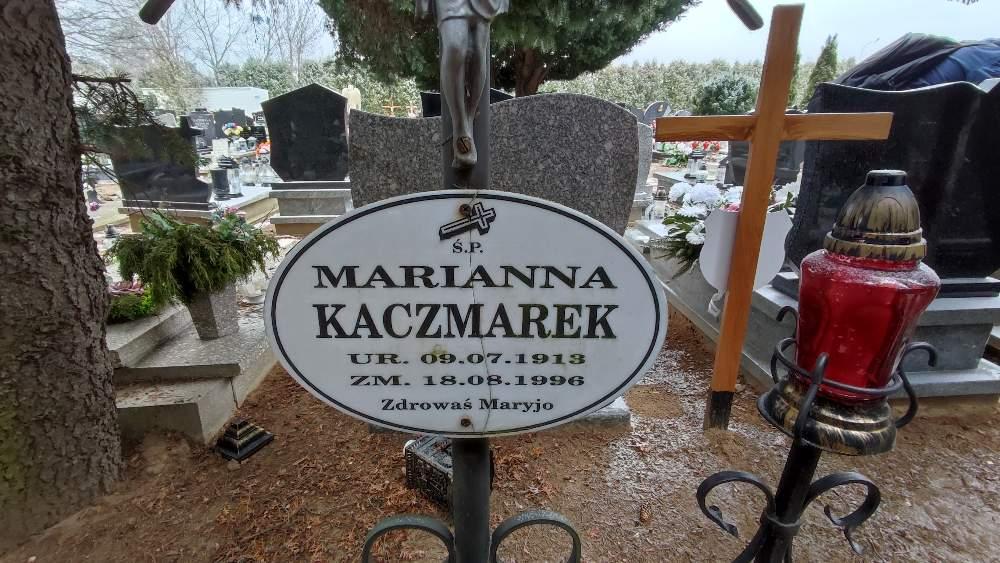 Ś.P.
MARIANNA
KACZMAREK
UR. 09.07.1913
ZM. 18.08.1996
Zdrowaś Maryjo